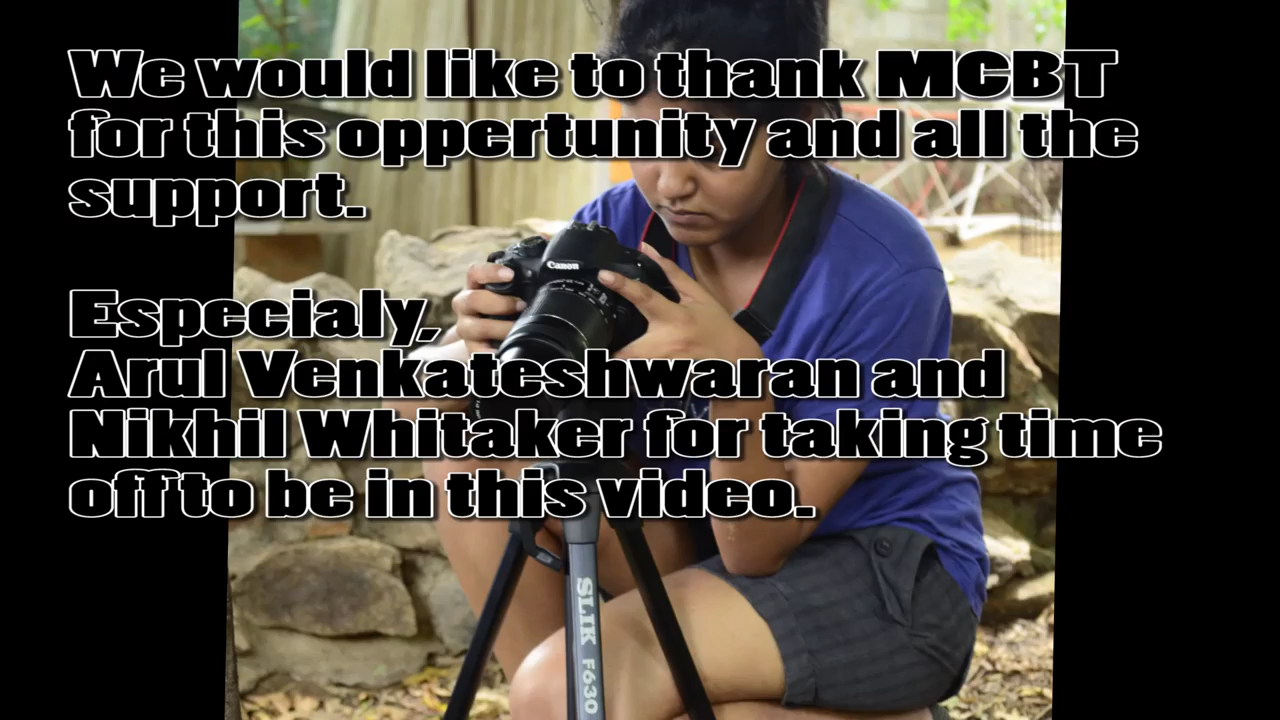 We would like to thank MCBT
for this oppertunity and all the
support.
Especialy,
Arul Venkateshwaran and
Nikhil Whitaker for taking time
off to be in this video.
Canon
SLIK F630